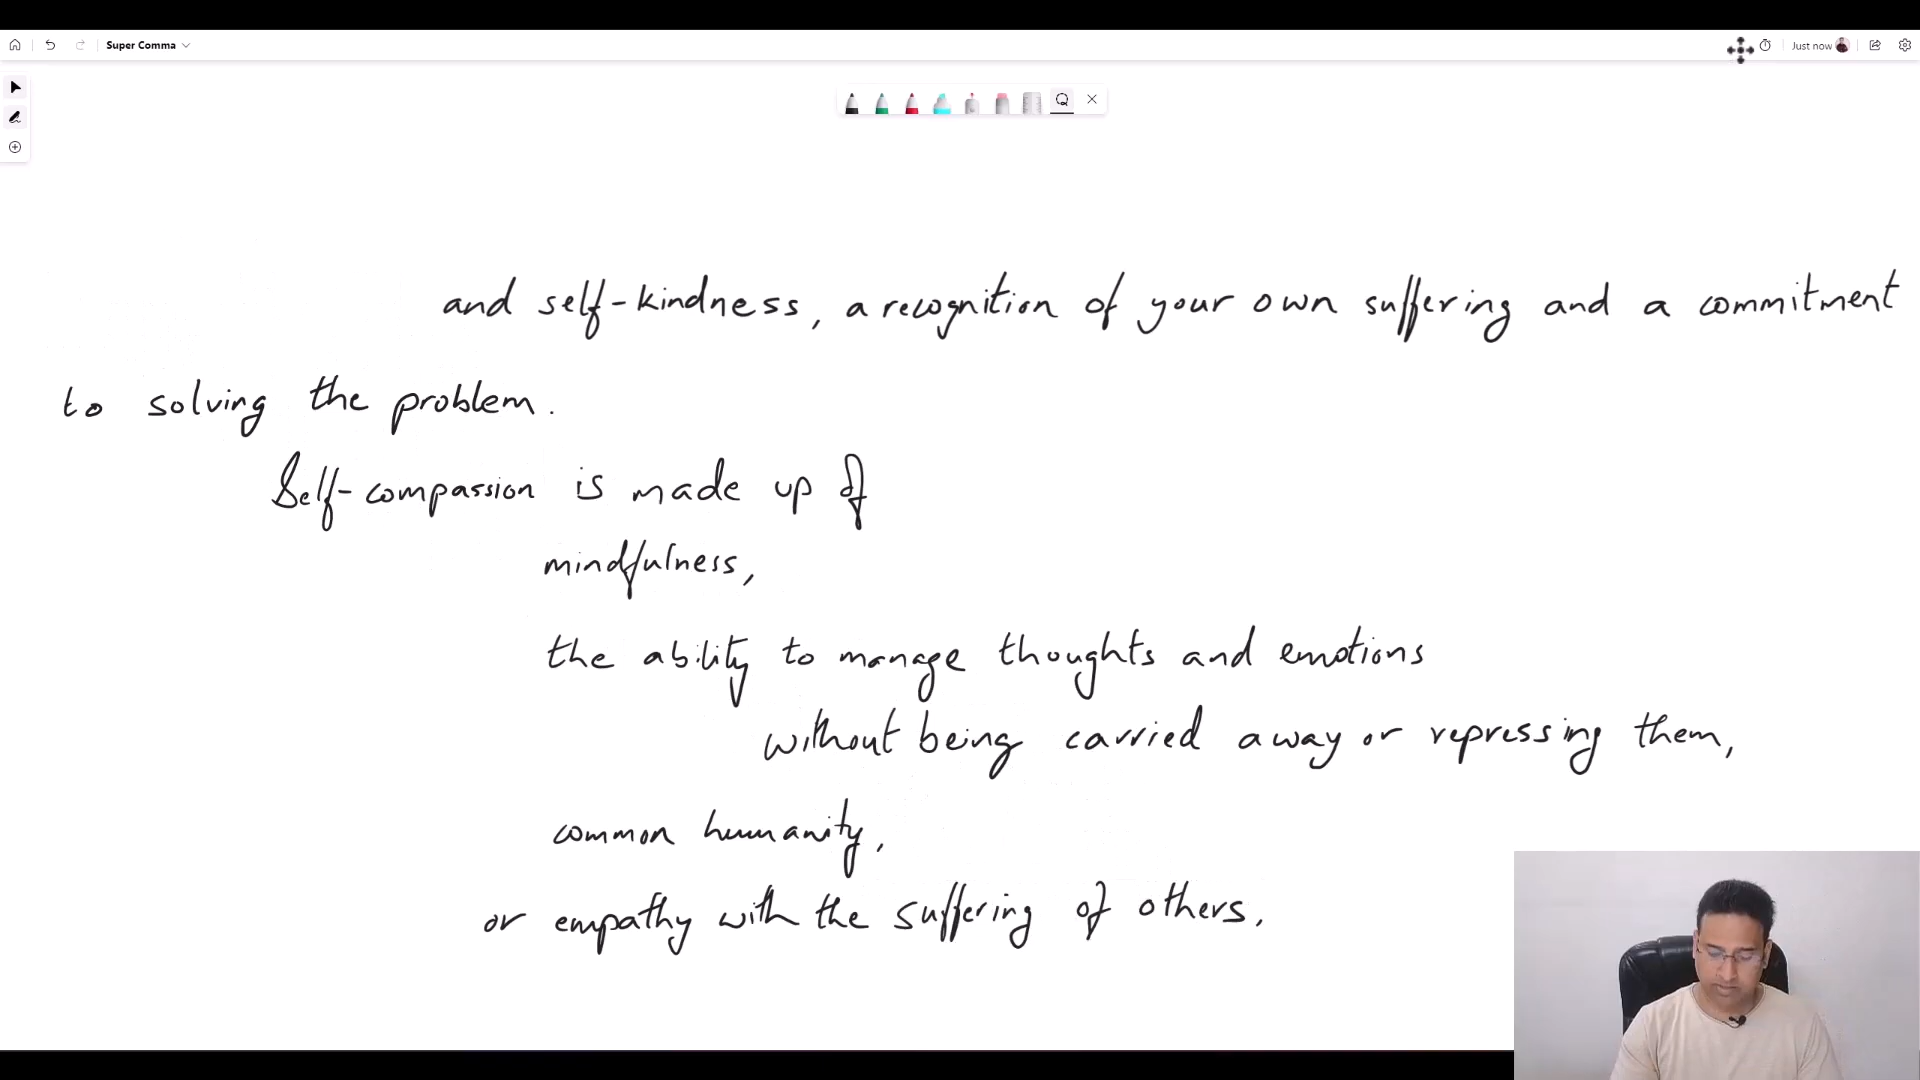 Super Comma
Just now
and self-kindness, a recognition of your own suffering and a commitment
to solving the problem.
Self-compassion is made up of
mindfulness,
the ability to manage thoughts and emotions
without being carried away or repressing them,
common humanity,
or empathy with the suffering of others,